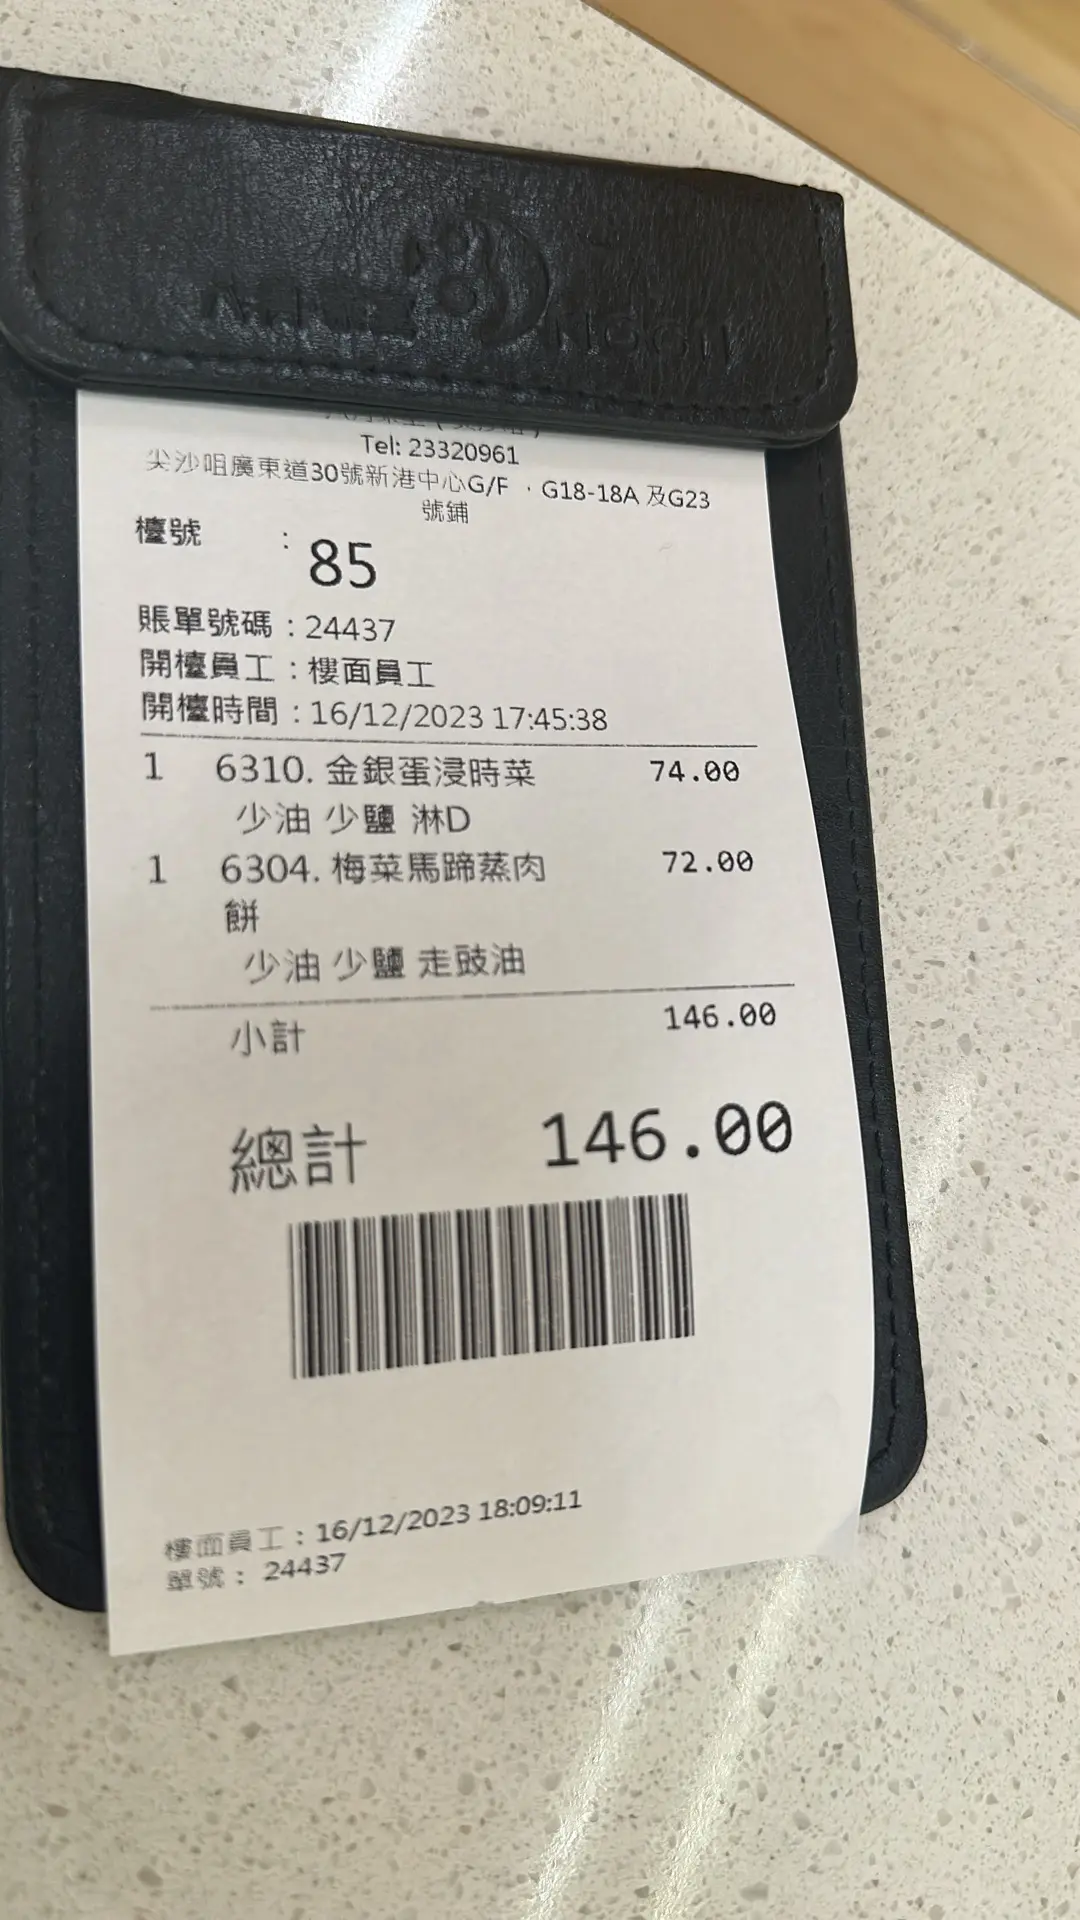 Tel: 23320961
尖沙咀廣東道30號新港中心G/F ，G18-18A 及G23
號鋪
檯號 : 85
賬單號碼 : 24437
開檯員工 : 樓面員工
開檯時間 : 16/12/2023 17:45:38
1 6310. 金銀蛋浸時菜 74.00
少油 少鹽 淋D
1 6304. 梅菜馬蹄蒸肉 72.00
餅
少油 少鹽 走豉油
小計 146.00
總計 146.00
樓面員工 : 16/12/2023 18:09:11
單號 : 24437